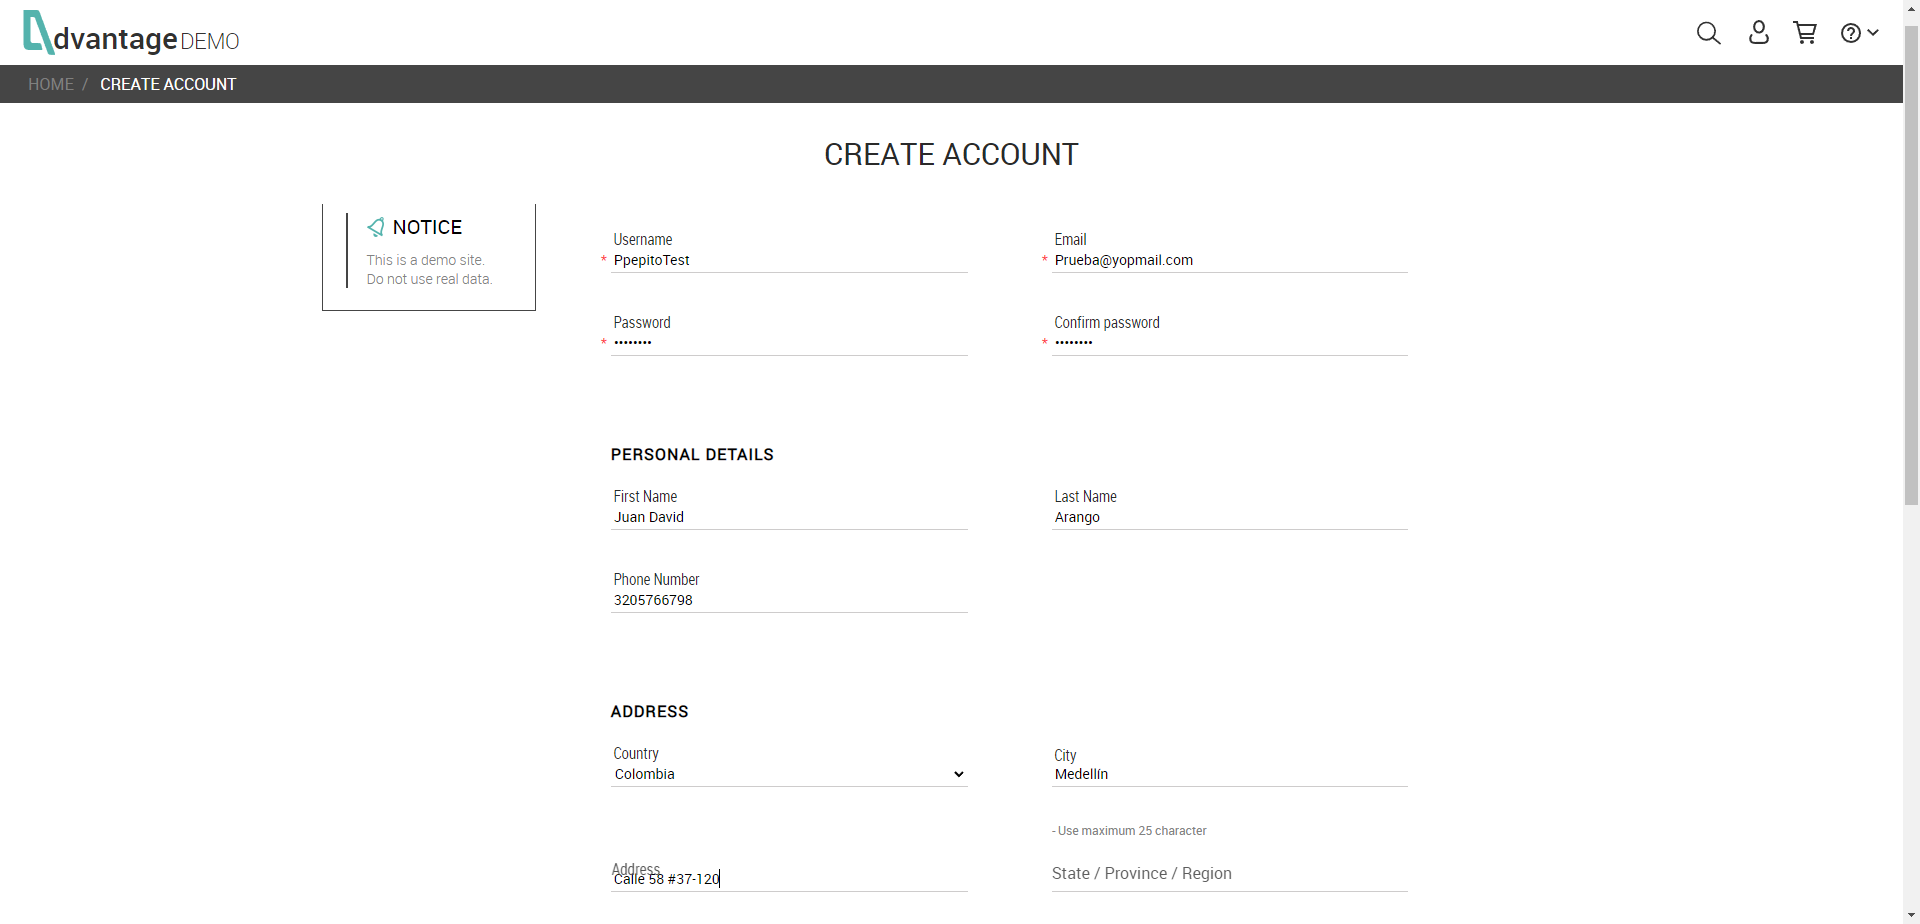 dvantage DEMO
HOME / CREATE ACCOUNT
CREATE ACCOUNT
NOTICE
This is a demo site.
Do not use real data.
Username
* PpepitoTest
Email
* Prueba@yopmail.com
Password
* ••••••••
Confirm password
* ••••••••
PERSONAL DETAILS
First Name
Juan David
Last Name
Arango
Phone Number
3205766798
ADDRESS
Country
Colombia
City
Medellín
- Use maximum 25 character
Address
Calle 58 #37-120
State / Province / Region